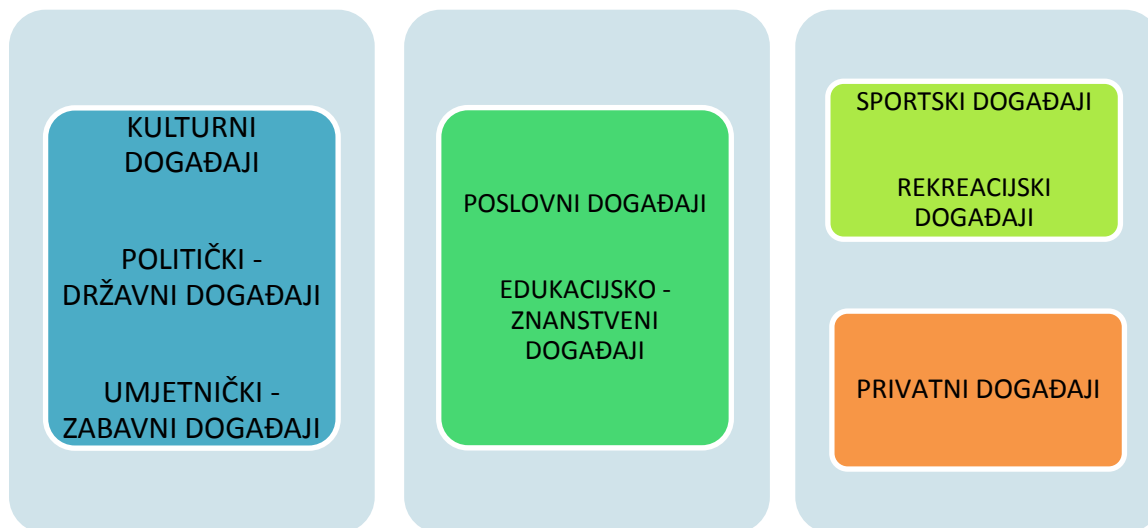 KULTURNI
DOGAĐAJI
POLITIČKI -
DRŽAVNI DOGAĐAJI
UMJETNIČKI -
ZABAVNI DOGAĐAJI
POSLOVNI DOGAĐAJI
EDUKACIJSKO -
ZNANSTVENI
DOGAĐAJI
SPORTSKI DOGAĐAJI
REKREACIJSKI
DOGAĐAJI
PRIVATNI DOGAĐAJI